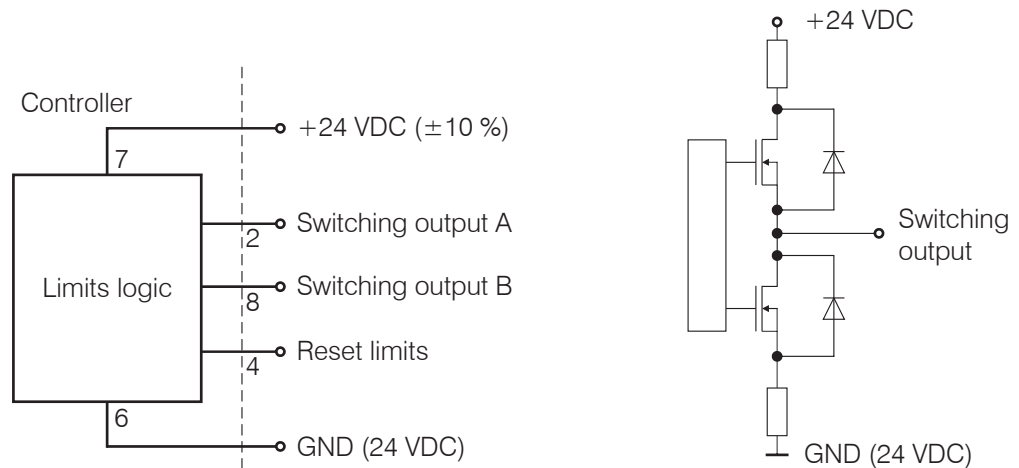 Controller
+24 VDC (±10 %)
7
Switching output A
2
Limits logic
Switching output B
8
Reset limits
4
6
GND (24 VDC)
+24 VDC
Switching
output
GND (24 VDC)